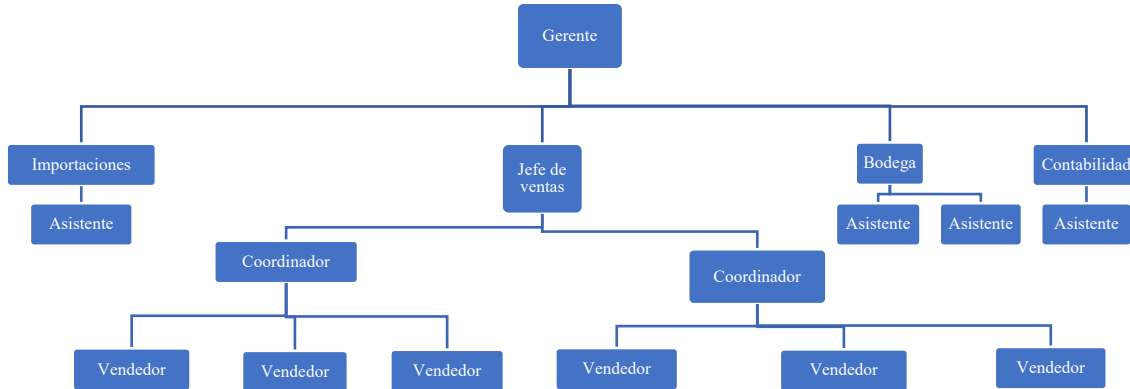 Gerente
Importaciones
Jefe de
ventas
Bodega
Contabilidad
Asistente
Asistente
Asistente
Asistente
Coordinador
Coordinador
Vendedor
Vendedor
Vendedor
Vendedor
Vendedor
Vendedor